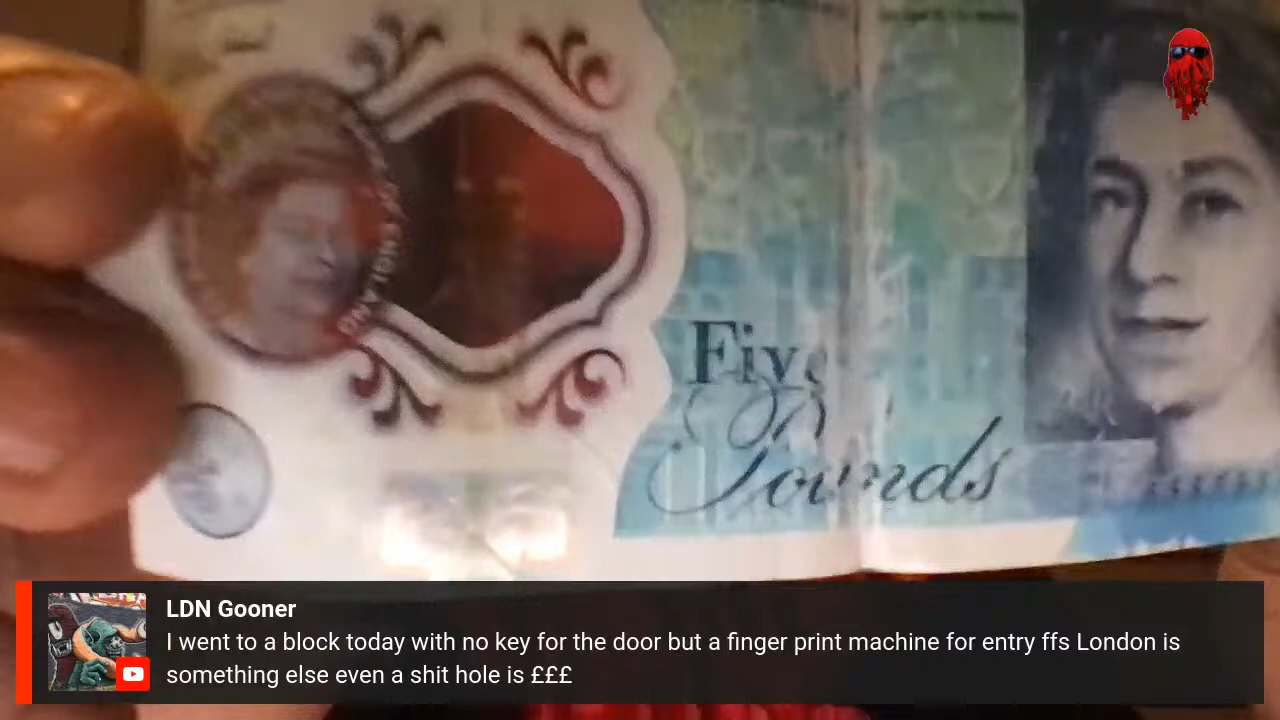 Five
Pounds
LDN Gooner
I went to a block today with no key for the door but a finger print machine for entry ffs London is
something else even a shit hole is £££